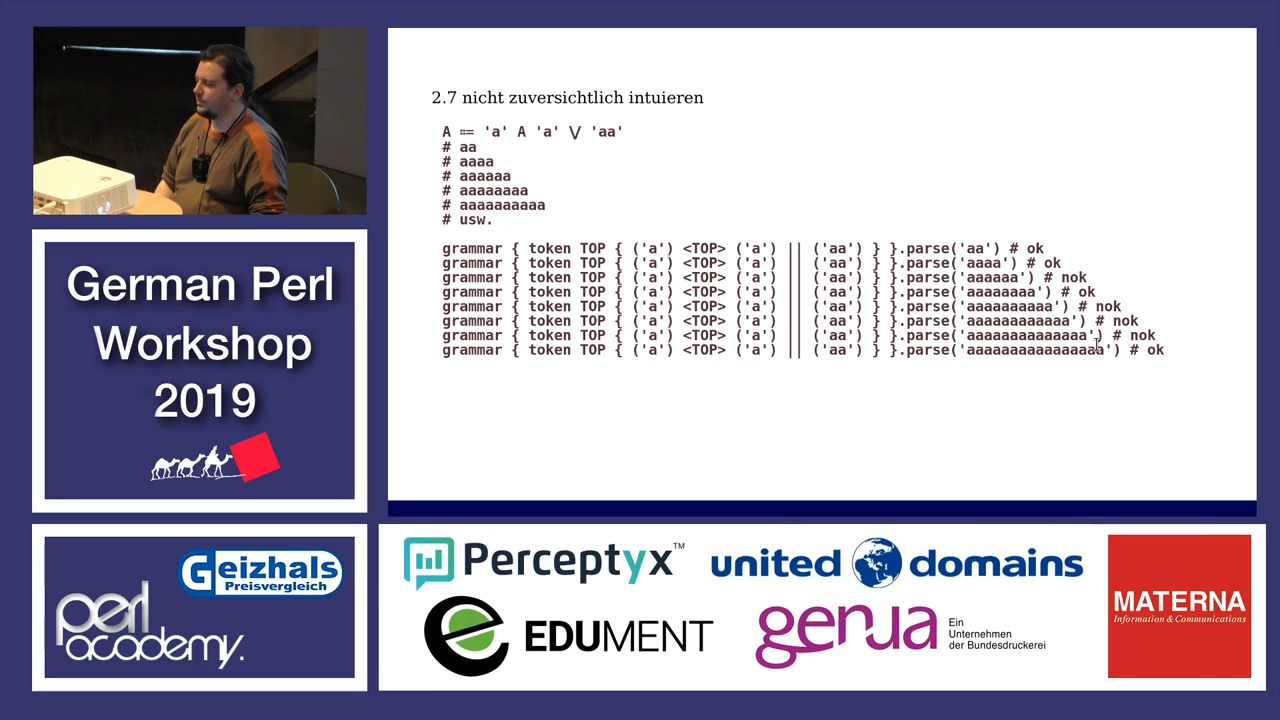 2.7 nicht zuversichtlich intuieren
A ⩴ 'a' A 'a' ⋁ 'aa'
# aa
# aaaa
# aaaaaa
# aaaaaaaa
# aaaaaaaaaa
# usw.
grammar { token TOP { ('a') <TOP> ('a') || ('aa') } }.parse('aa') # ok
grammar { token TOP { ('a') <TOP> ('a') || ('aa') } }.parse('aaaa') # ok
grammar { token TOP { ('a') <TOP> ('a') || ('aa') } }.parse('aaaaaa') # nok
grammar { token TOP { ('a') <TOP> ('a') || ('aa') } }.parse('aaaaaaaa') # ok
grammar { token TOP { ('a') <TOP> ('a') || ('aa') } }.parse('aaaaaaaaaa') # nok
grammar { token TOP { ('a') <TOP> ('a') || ('aa') } }.parse('aaaaaaaaaaaa') # nok
grammar { token TOP { ('a') <TOP> ('a') || ('aa') } }.parse('aaaaaaaaaaaaaa') # nok
grammar { token TOP { ('a') <TOP> ('a') || ('aa') } }.parse('aaaaaaaaaaaaaaaa') # ok
German Perl
Workshop
2019
Geizhals
Preisvergleich
perl
academy.
Perceptyx™
united domains
EDUMENT
genua
Ein
Unternehmen
der Bundesdruckerei
MATERNA
Information & Communications